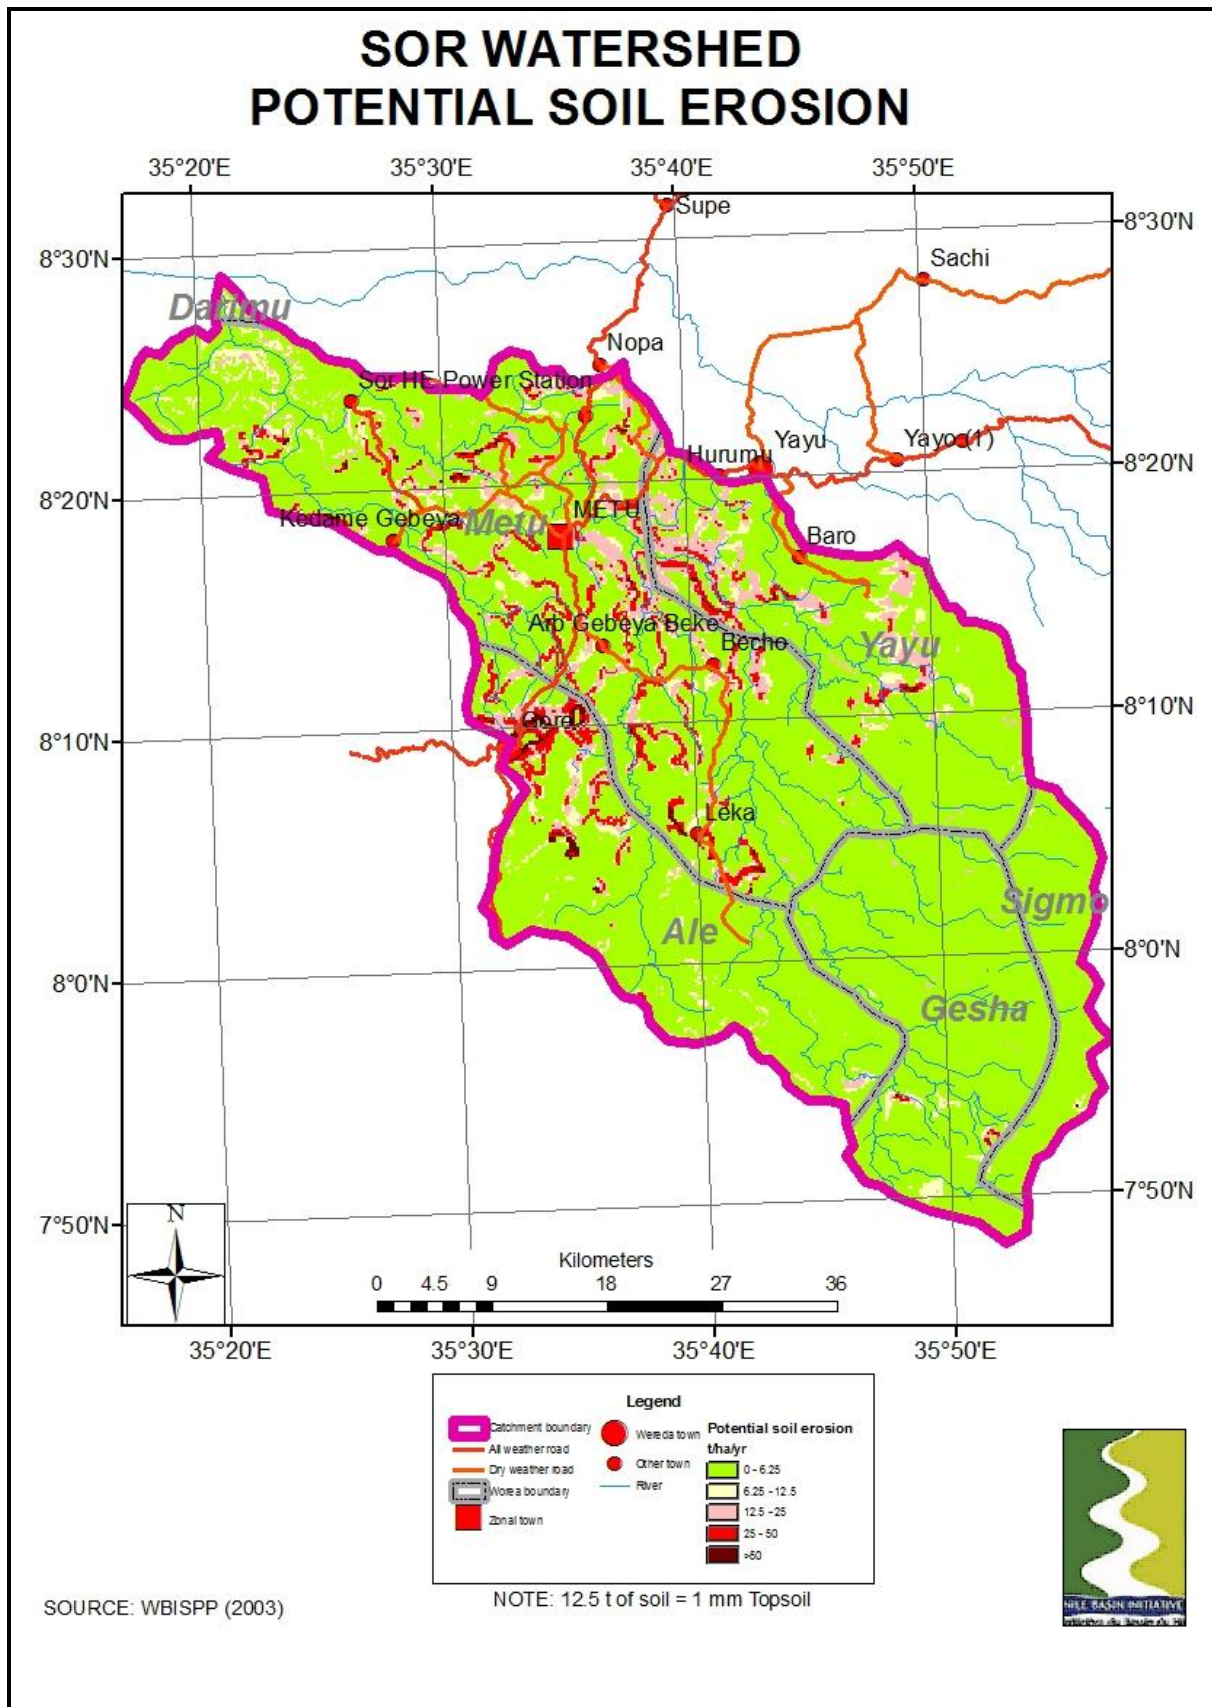 SOR WATERSHED
POTENTIAL SOIL EROSION
35°20'E 35°30'E 35°40'E 35°50'E
Supe
8°30'N
8°30'N
Sachi
Darimu
Nopa
Sor HE Power Station
Yayu
Yayo (1)
Hurumu
8°20'N
8°20'N
Kedame Gebeya
Metu
METU
Baro
Arp Gebeya Beke
Becho
Yayu
8°10'N
8°10'N
Gore
Leka
Sigmo
Ale
8°0'N
8°0'N
Gesha
7°50'N
7°50'N
N
Kilometers
0 4.5 9 18 27 36
35°20'E 35°30'E 35°40'E 35°50'E
Legend
Catchment boundary
All weather road
Dry weather road
Worea boundary
Zonal town
Wereda town
Other town
River
Potential soil erosion
t/ha/yr
0 - 6.25
6.25 - 12.5
12.5 - 25
25 - 50
>50
SOURCE: WBISPP (2003)
NOTE: 12.5 t of soil = 1 mm Topsoil
NILE BASIN INITIATIVE